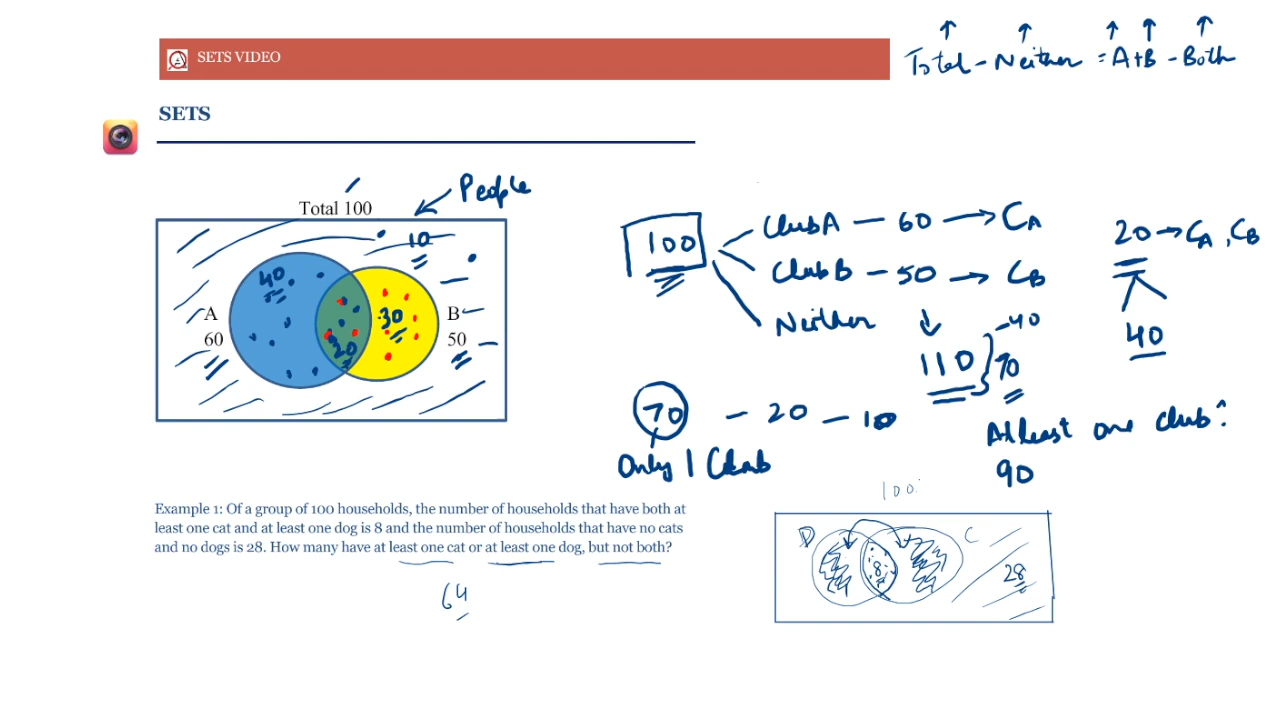 Total - Neither = A+B - Both
SETS VIDEO
SETS
People
Total 100
10
40
20
30
A
60
B
50
100
Club A — 60 → CA
Club B — 50 → CB
Neither
20 → CA, CB
40
110
-40
70
70 - 20 - 10
Only 1 Club
At least one club?
90
Example 1: Of a group of 100 households, the number of households that have both at
least one cat and at least one dog is 8 and the number of households that have no cats
and no dogs is 28. How many have at least one cat or at least one dog, but not both?
64
100
D
C
8
28